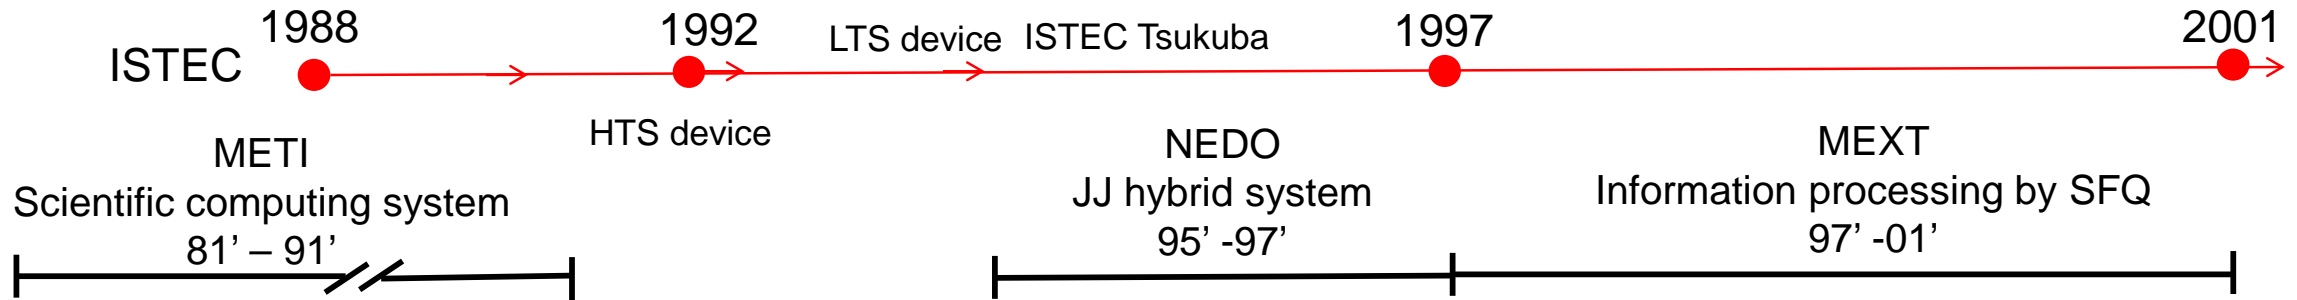 ISTEC
1988
1992
LTS device
ISTEC Tsukuba
1997
2001
HTS device
METI
Scientific computing system
81’ – 91’
NEDO
JJ hybrid system
95’ -97’
MEXT
Information processing by SFQ
97’ -01’